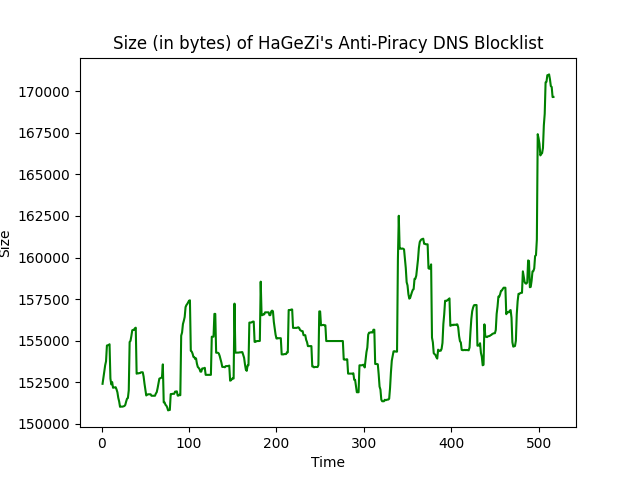 Size (in bytes) of HaGeZi's Anti-Piracy DNS Blocklist
170000
167500
165000
162500
160000
157500
155000
152500
150000
Size
0 100 200 300 400 500
Time